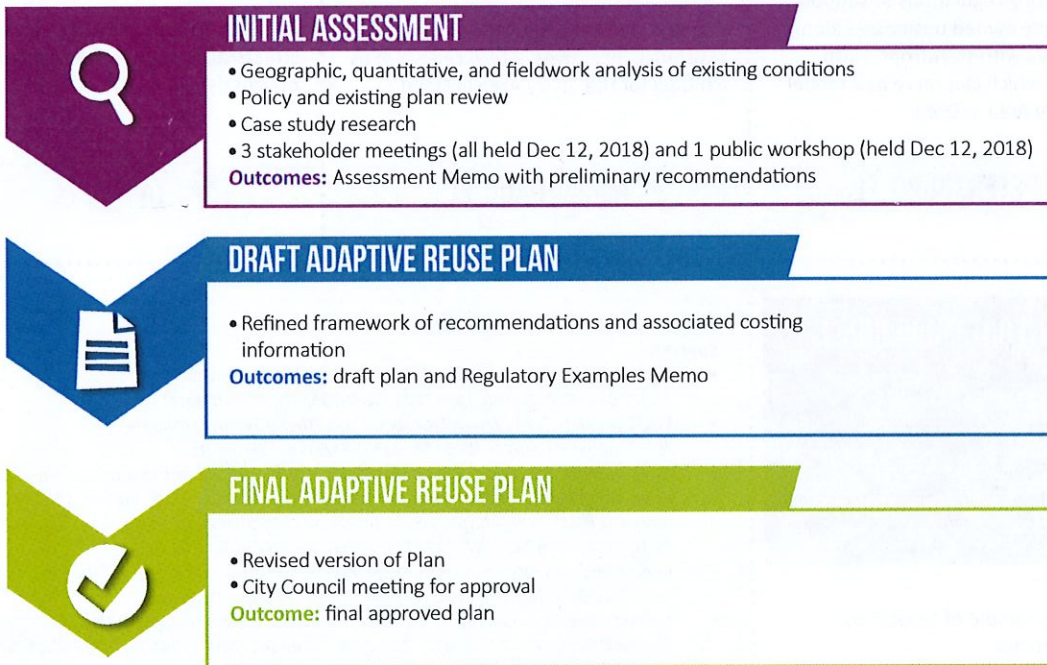 INITIAL ASSESSMENT
• Geographic, quantitative, and fieldwork analysis of existing conditions
• Policy and existing plan review
• Case study research
• 3 stakeholder meetings (all held Dec 12, 2018) and 1 public workshop (held Dec 12, 2018)
Outcomes: Assessment Memo with preliminary recommendations
DRAFT ADAPTIVE REUSE PLAN
• Refined framework of recommendations and associated costing
information
Outcomes: draft plan and Regulatory Examples Memo
FINAL ADAPTIVE REUSE PLAN
• Revised version of Plan
• City Council meeting for approval
Outcome: final approved plan